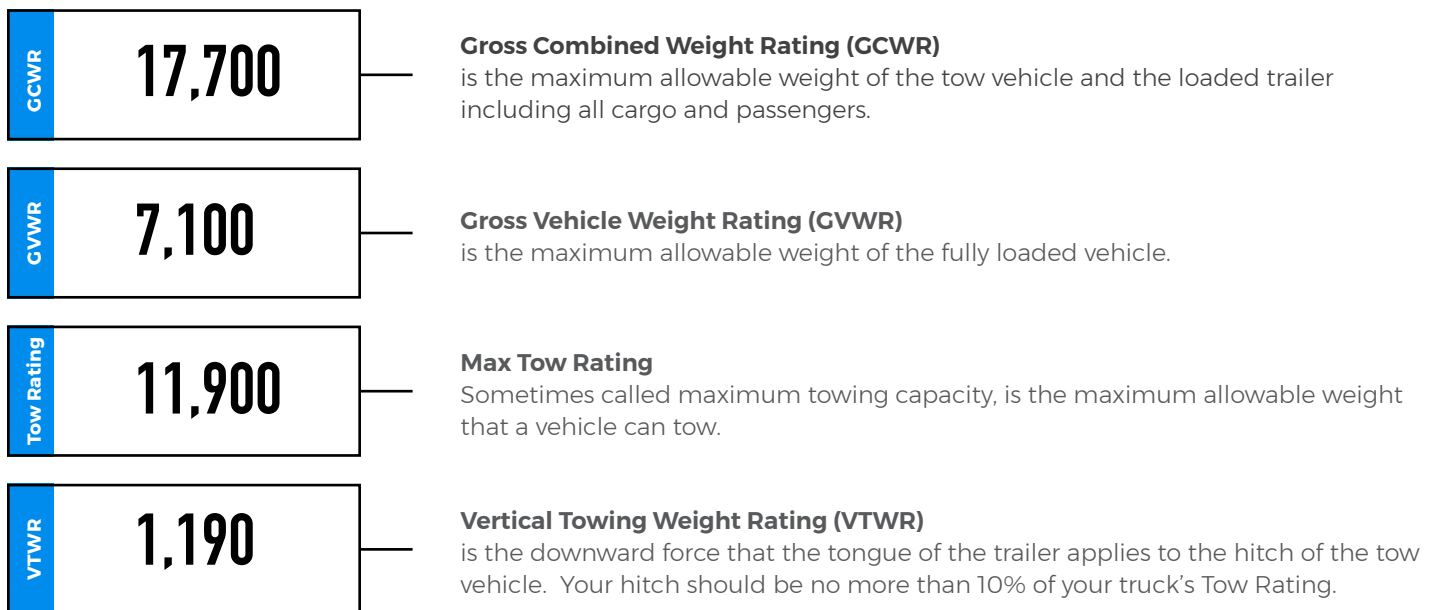 GCWR
17,700
Gross Combined Weight Rating (GCWR)
is the maximum allowable weight of the tow vehicle and the loaded trailer
including all cargo and passengers.
GVWR
7,100
Gross Vehicle Weight Rating (GVWR)
is the maximum allowable weight of the fully loaded vehicle.
Tow Rating
11,900
Max Tow Rating
Sometimes called maximum towing capacity, is the maximum allowable weight
that a vehicle can tow.
VTWR
1,190
Vertical Towing Weight Rating (VTWR)
is the downward force that the tongue of the trailer applies to the hitch of the tow
vehicle.  Your hitch should be no more than 10% of your truck's Tow Rating.